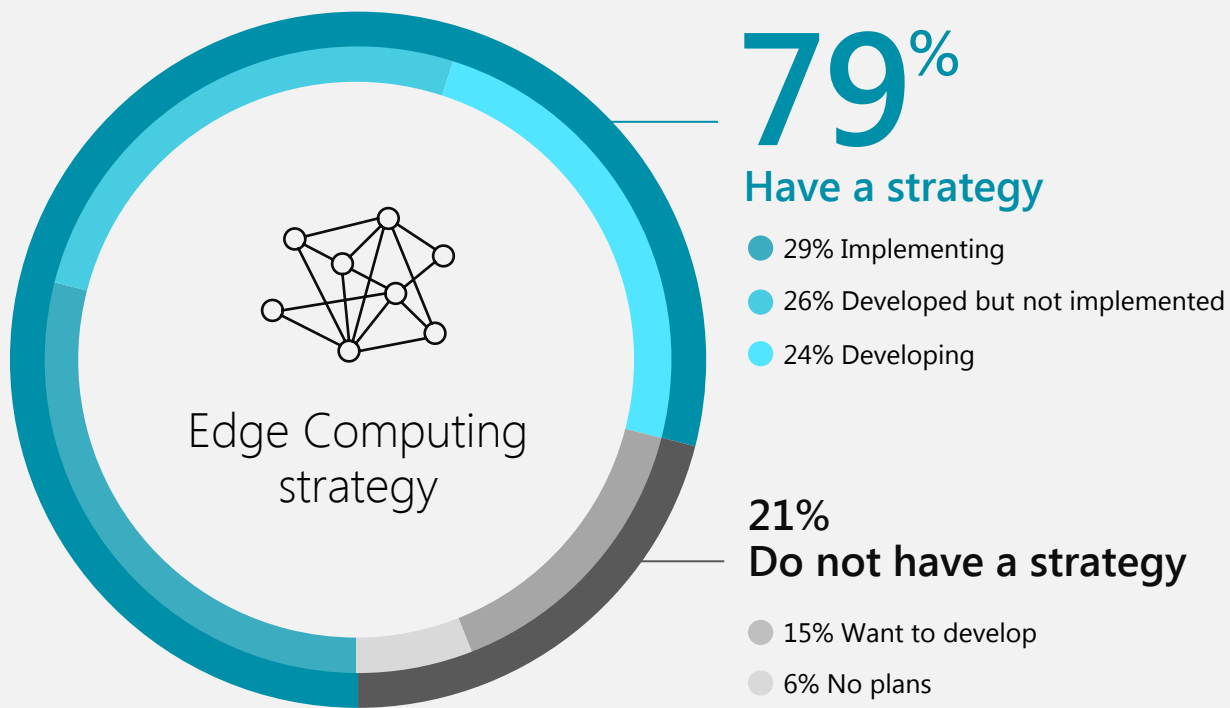 Edge Computing
strategy
79%
Have a strategy
29% Implementing
26% Developed but not implemented
24% Developing
21%
Do not have a strategy
15% Want to develop
6% No plans